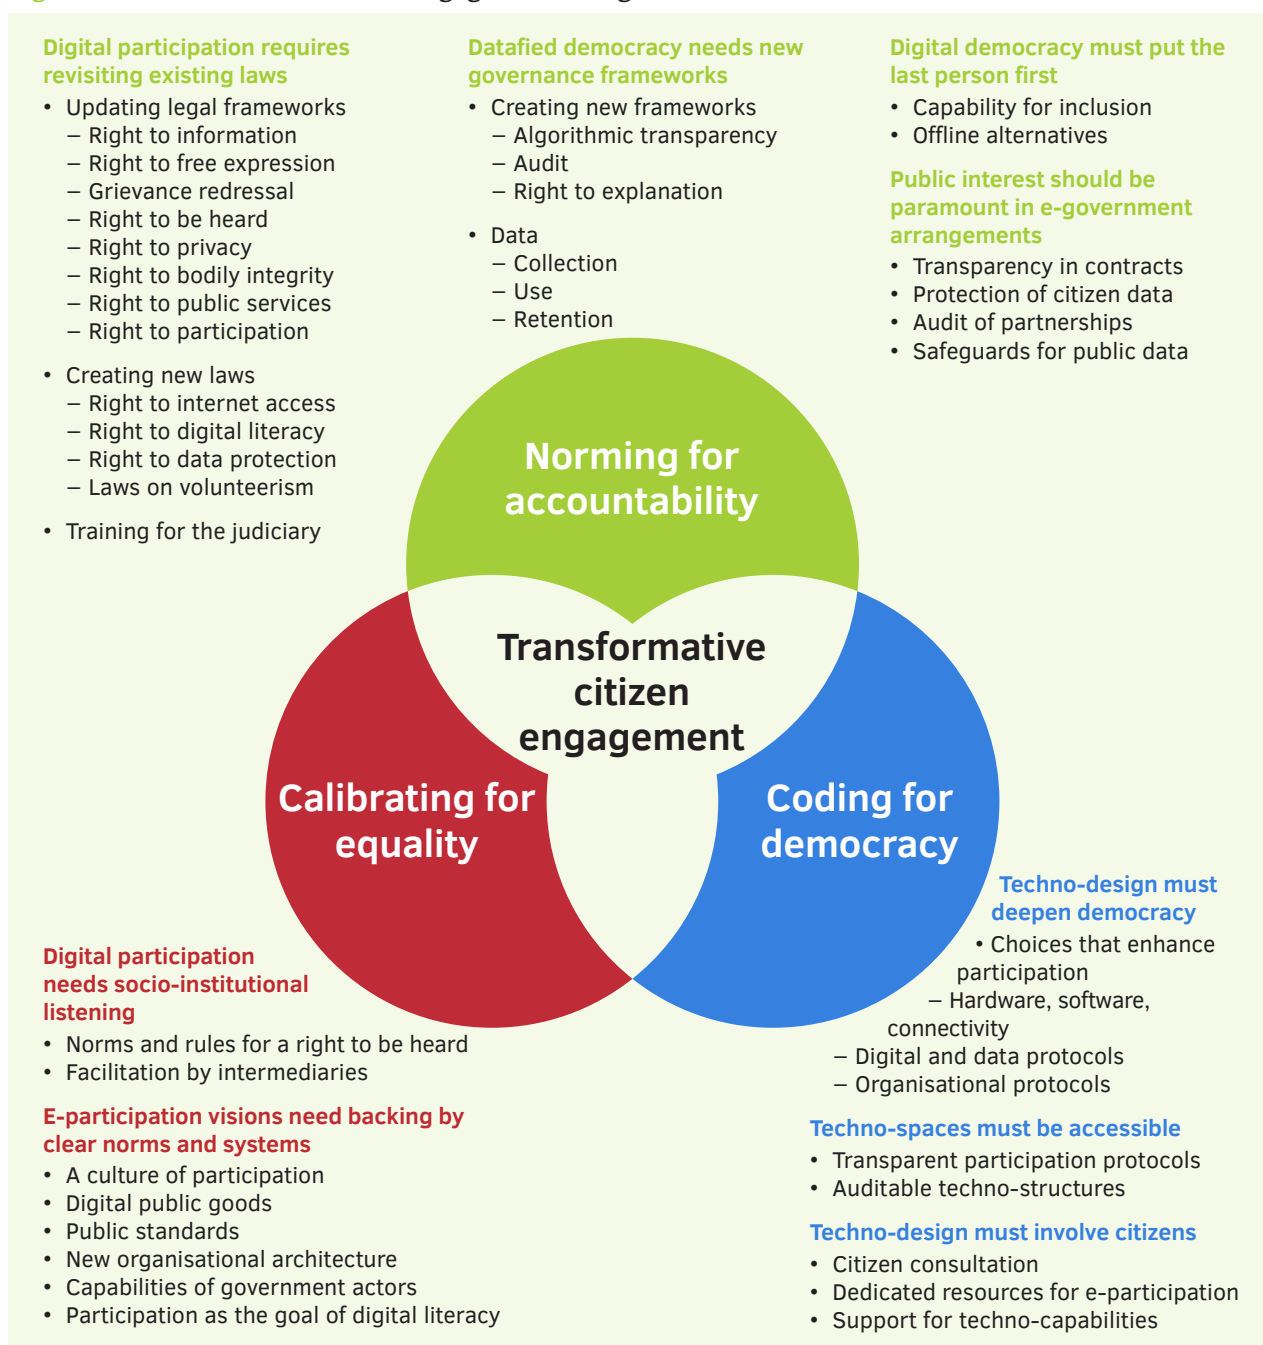 Digital participation requires
revisiting existing laws
• Updating legal frameworks
– Right to information
– Right to free expression
– Grievance redressal
– Right to be heard
– Right to privacy
– Right to bodily integrity
– Right to public services
– Right to participation
• Creating new laws
– Right to internet access
– Right to digital literacy
– Right to data protection
– Laws on volunteerism
• Training for the judiciary
Datafied democracy needs new
governance frameworks
• Creating new frameworks
– Algorithmic transparency
– Audit
– Right to explanation
• Data
– Collection
– Use
– Retention
Digital democracy must put the
last person first
• Capability for inclusion
• Offline alternatives
Public interest should be
paramount in e-government
arrangements
• Transparency in contracts
• Protection of citizen data
• Audit of partnerships
• Safeguards for public data
Norming for
accountability
Transformative
citizen
engagement
Calibrating for
equality
Coding for
democracy
Digital participation
needs socio-institutional
listening
• Norms and rules for a right to be heard
• Facilitation by intermediaries
E-participation visions need backing by
clear norms and systems
• A culture of participation
• Digital public goods
• Public standards
• New organisational architecture
• Capabilities of government actors
• Participation as the goal of digital literacy
Techno-design must
deepen democracy
• Choices that enhance
participation
– Hardware, software,
connectivity
– Digital and data protocols
– Organisational protocols
Techno-spaces must be accessible
• Transparent participation protocols
• Auditable techno-structures
Techno-design must involve citizens
• Citizen consultation
• Dedicated resources for e-participation
• Support for techno-capabilities